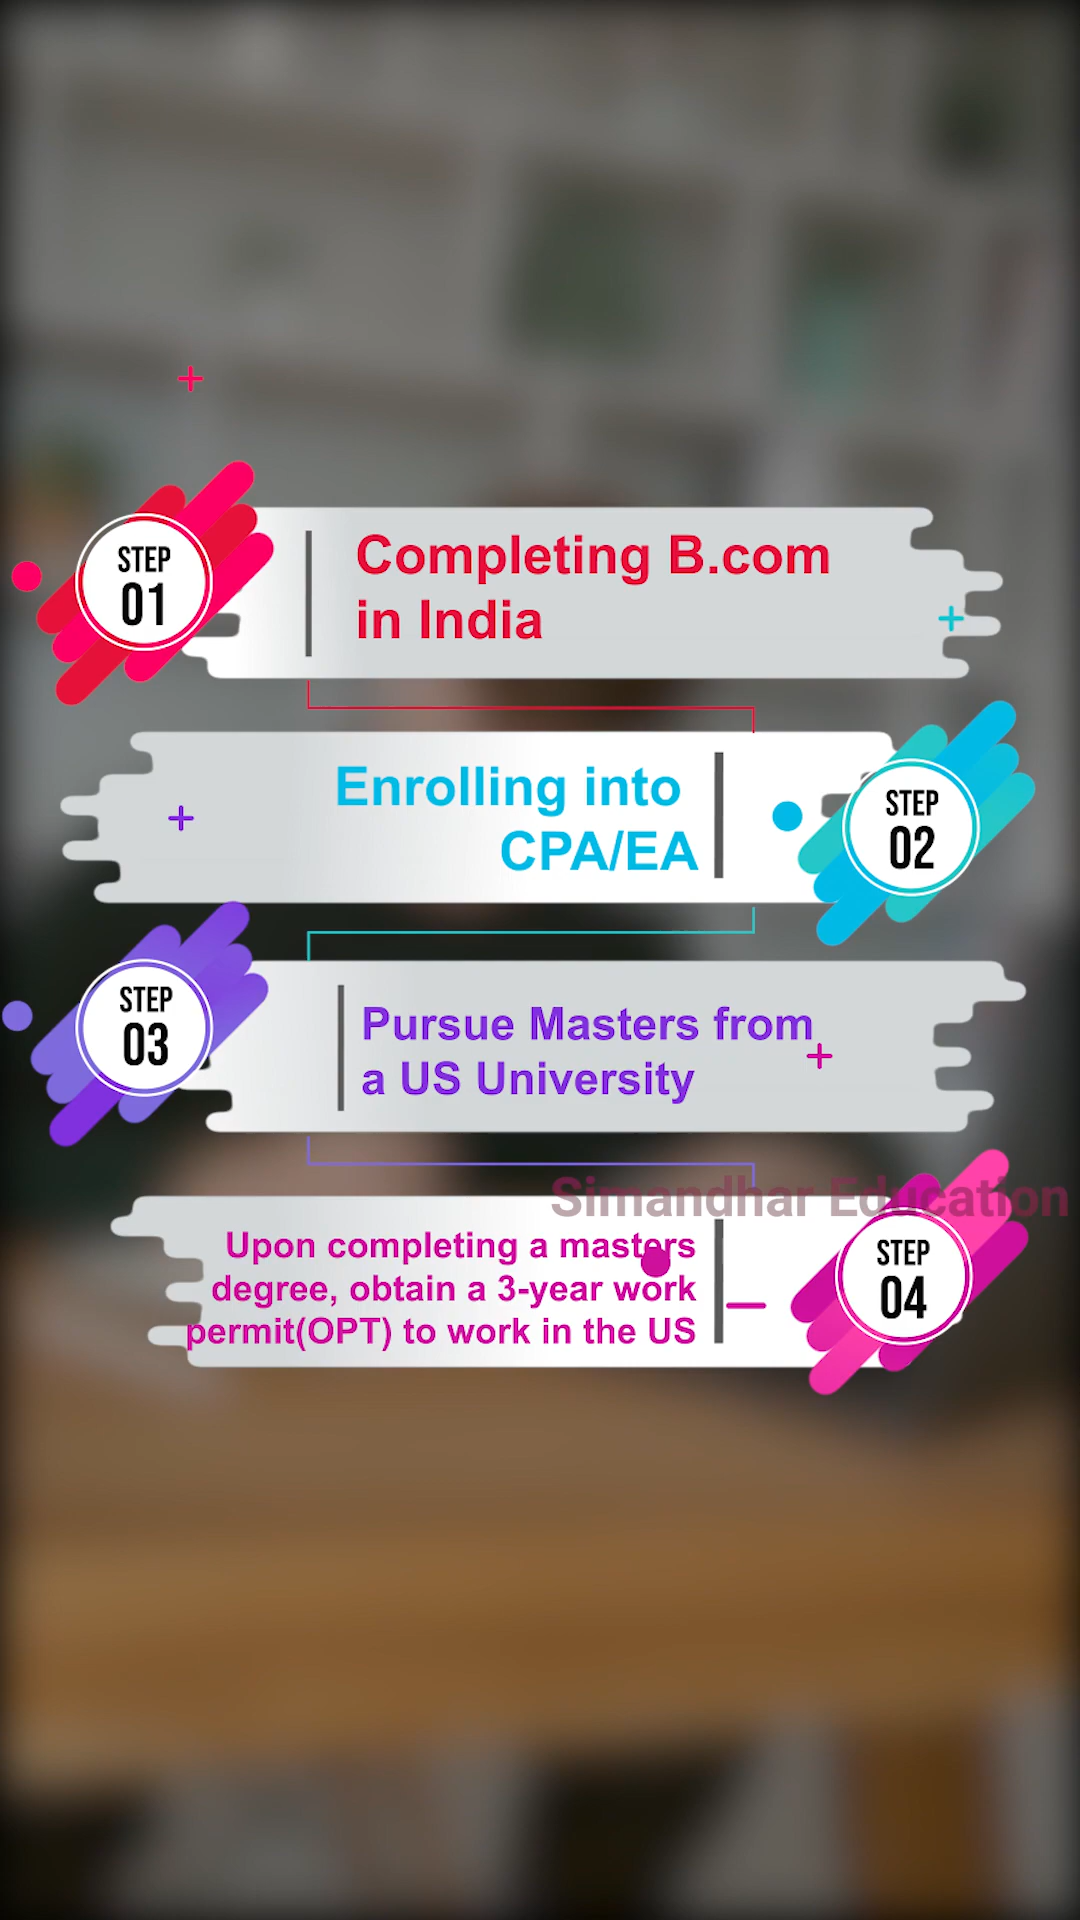 STEP
01
Completing B.com
in India
Enrolling into
CPA/EA
STEP
02
STEP
03
Pursue Masters from
a US University
Simandhar Education
Upon completing a masters
degree, obtain a 3-year work
permit(OPT) to work in the US
STEP
04